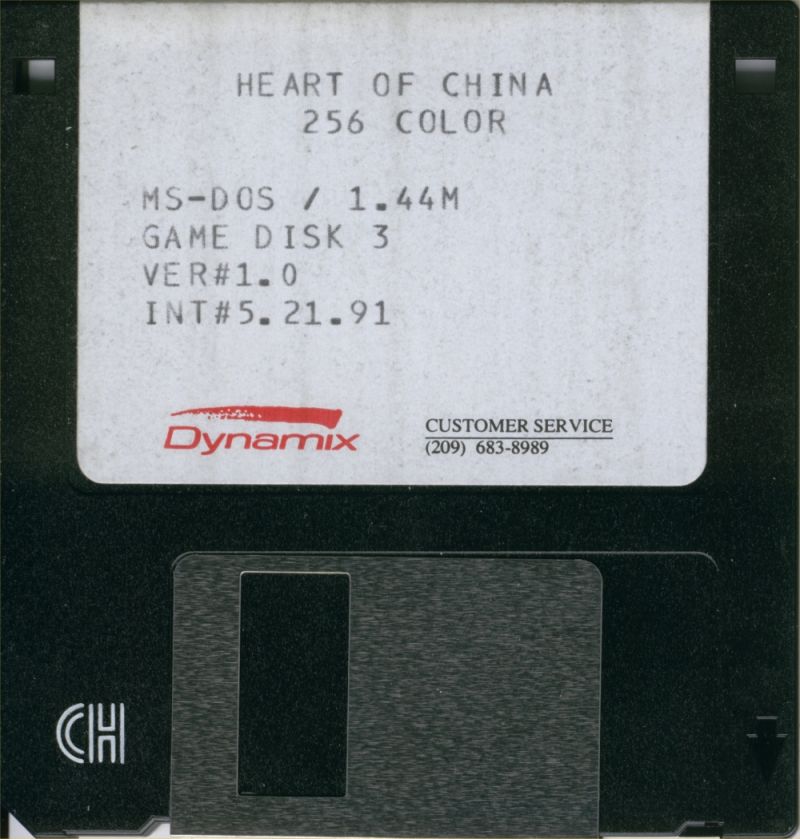 HEART OF CHINA
256 COLOR
MS-DOS / 1.44M
GAME DISK 3
VER#1.0
INT#5.21.91
Dynamix
CUSTOMER SERVICE
(209) 683-8989
CH